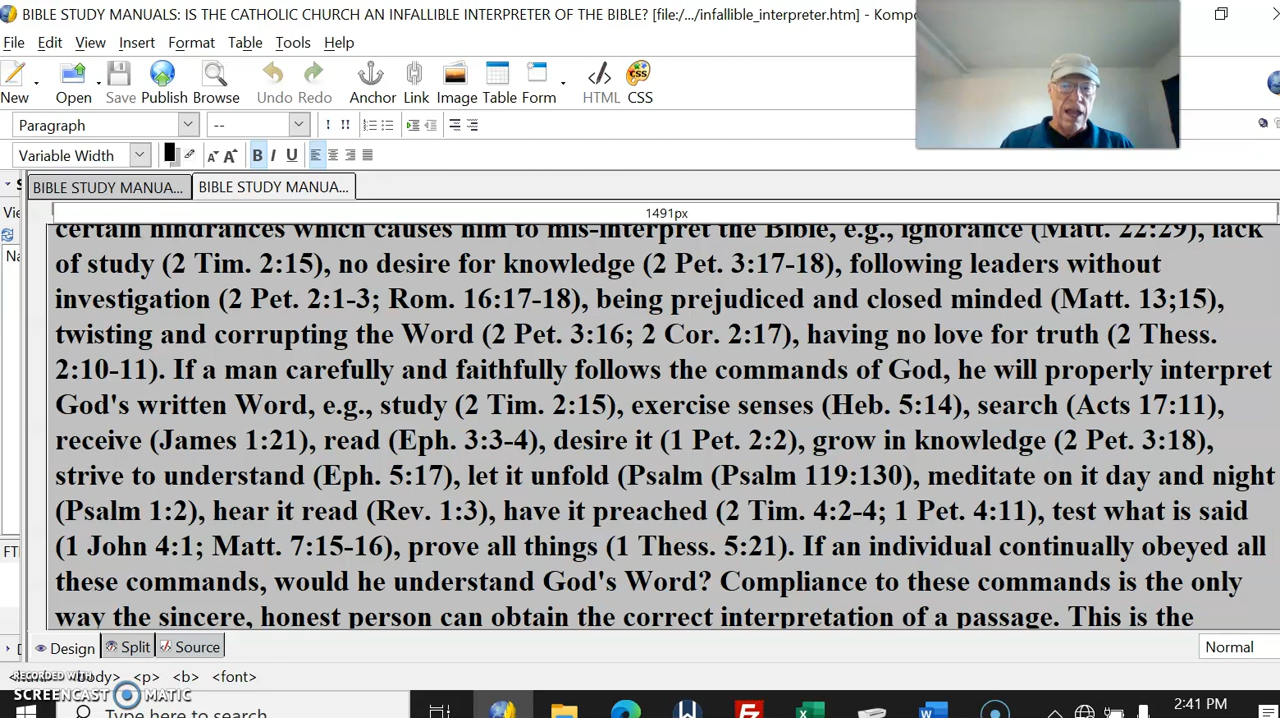 BIBLE STUDY MANUALS: IS THE CATHOLIC CHURCH AN INFALLIBLE INTERPRETER OF THE BIBLE? [file:/.../infallible_interpreter.htm] - Kompo
File Edit View Insert Format Table Tools Help
New Open Save Publish Browse Undo Redo Anchor Link Image Table Form HTML CSS
Paragraph -- ! !!
Variable Width A A B I U
BIBLE STUDY MANUA... BIBLE STUDY MANUA...
1491px
certain hindrances which causes him to mis-interpret the Bible, e.g., ignorance (Matt. 22:29), lack
of study (2 Tim. 2:15), no desire for knowledge (2 Pet. 3:17-18), following leaders without
investigation (2 Pet. 2:1-3; Rom. 16:17-18), being prejudiced and closed minded (Matt. 13;15),
twisting and corrupting the Word (2 Pet. 3:16; 2 Cor. 2:17), having no love for truth (2 Thess.
2:10-11). If a man carefully and faithfully follows the commands of God, he will properly interpret
God's written Word, e.g., study (2 Tim. 2:15), exercise senses (Heb. 5:14), search (Acts 17:11),
receive (James 1:21), read (Eph. 3:3-4), desire it (1 Pet. 2:2), grow in knowledge (2 Pet. 3:18),
strive to understand (Eph. 5:17), let it unfold (Psalm (Psalm 119:130), meditate on it day and night
(Psalm 1:2), hear it read (Rev. 1:3), have it preached (2 Tim. 4:2-4; 1 Pet. 4:11), test what is said
(1 John 4:1; Matt. 7:15-16), prove all things (1 Thess. 5:21). If an individual continually obeyed all
these commands, would he understand God's Word? Compliance to these commands is the only
way the sincere, honest person can obtain the correct interpretation of a passage. This is the
Design Split Source Normal
<p> <b> <font>
RECORDED WITH
SCREENCAST MATIC
Type here to search
2:41 PM